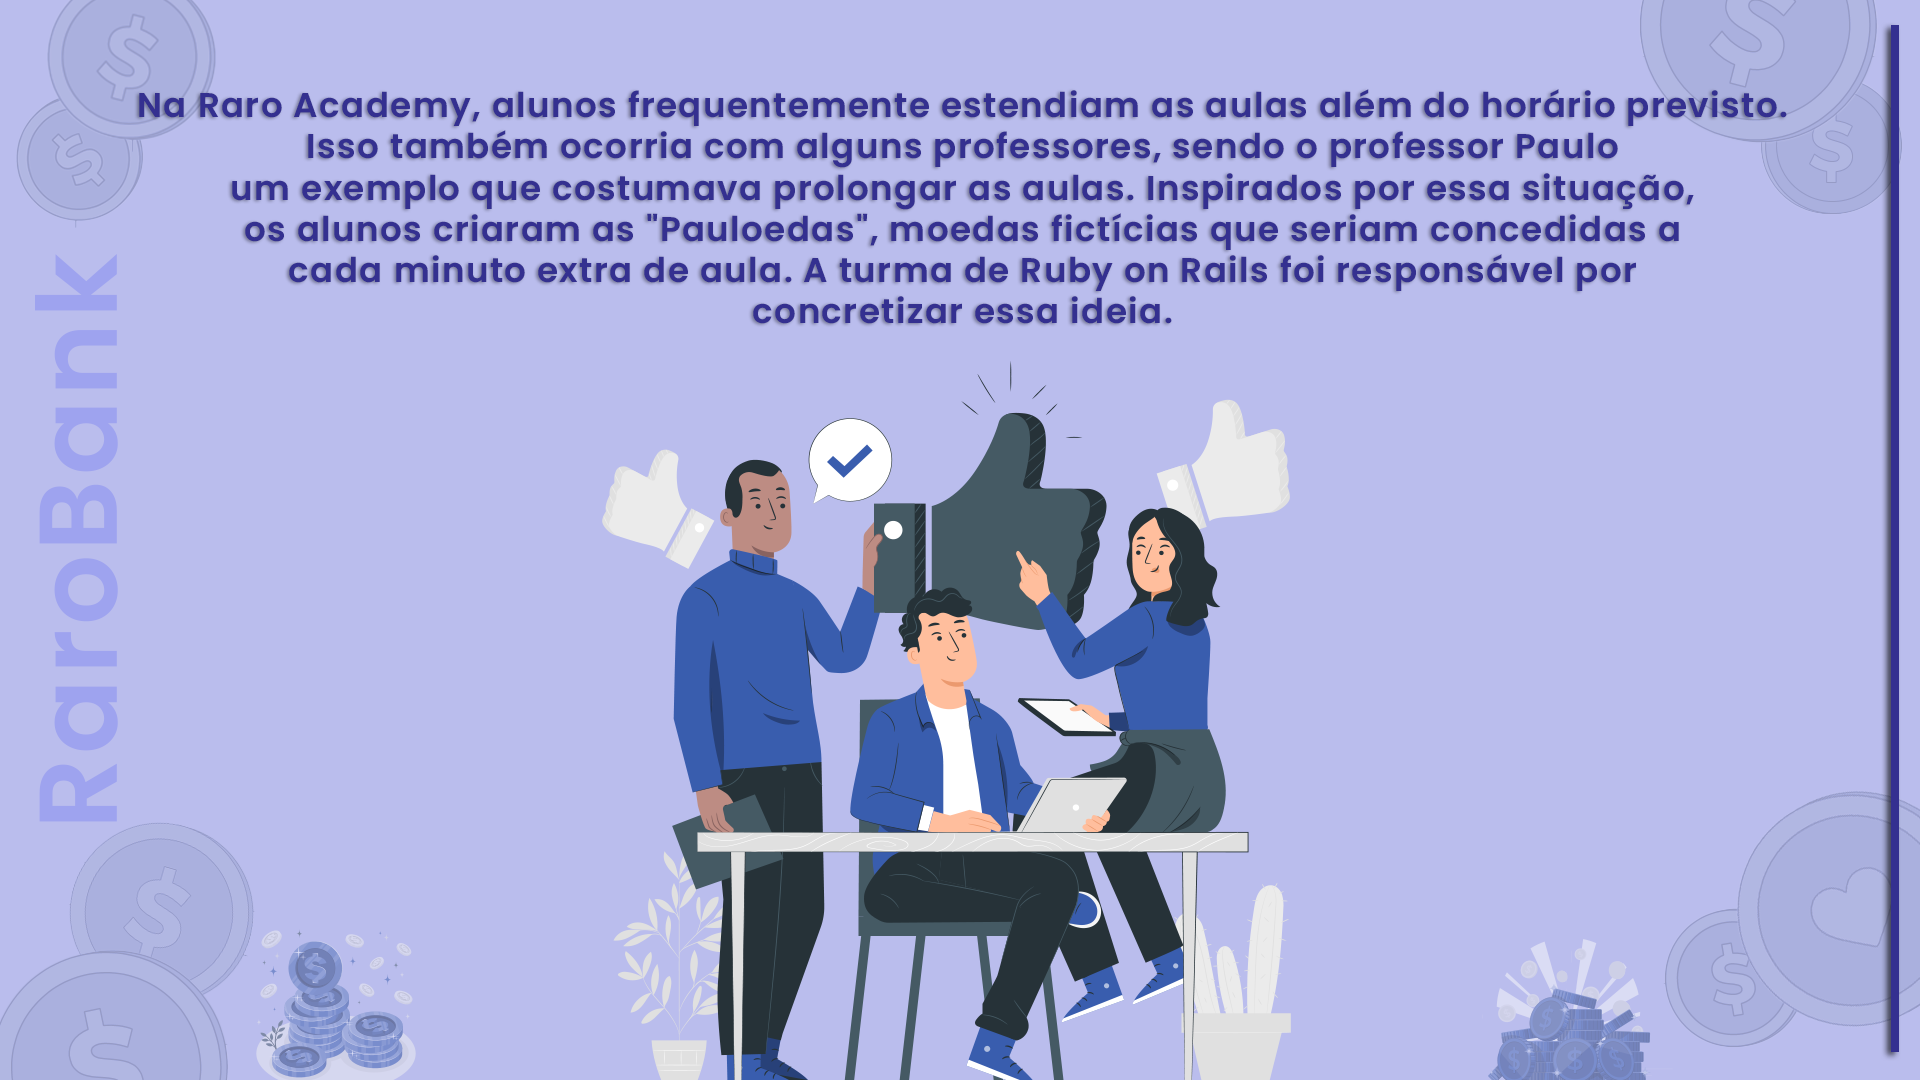 Na Raro Academy, alunos frequentemente estendiam as aulas além do horário previsto.
Isso também ocorria com alguns professores, sendo o professor Paulo
um exemplo que costumava prolongar as aulas. Inspirados por essa situação,
os alunos criaram as "Pauloedas", moedas fictícias que seriam concedidas a
cada minuto extra de aula. A turma de Ruby on Rails foi responsável por
concretizar essa ideia.
RaroBank